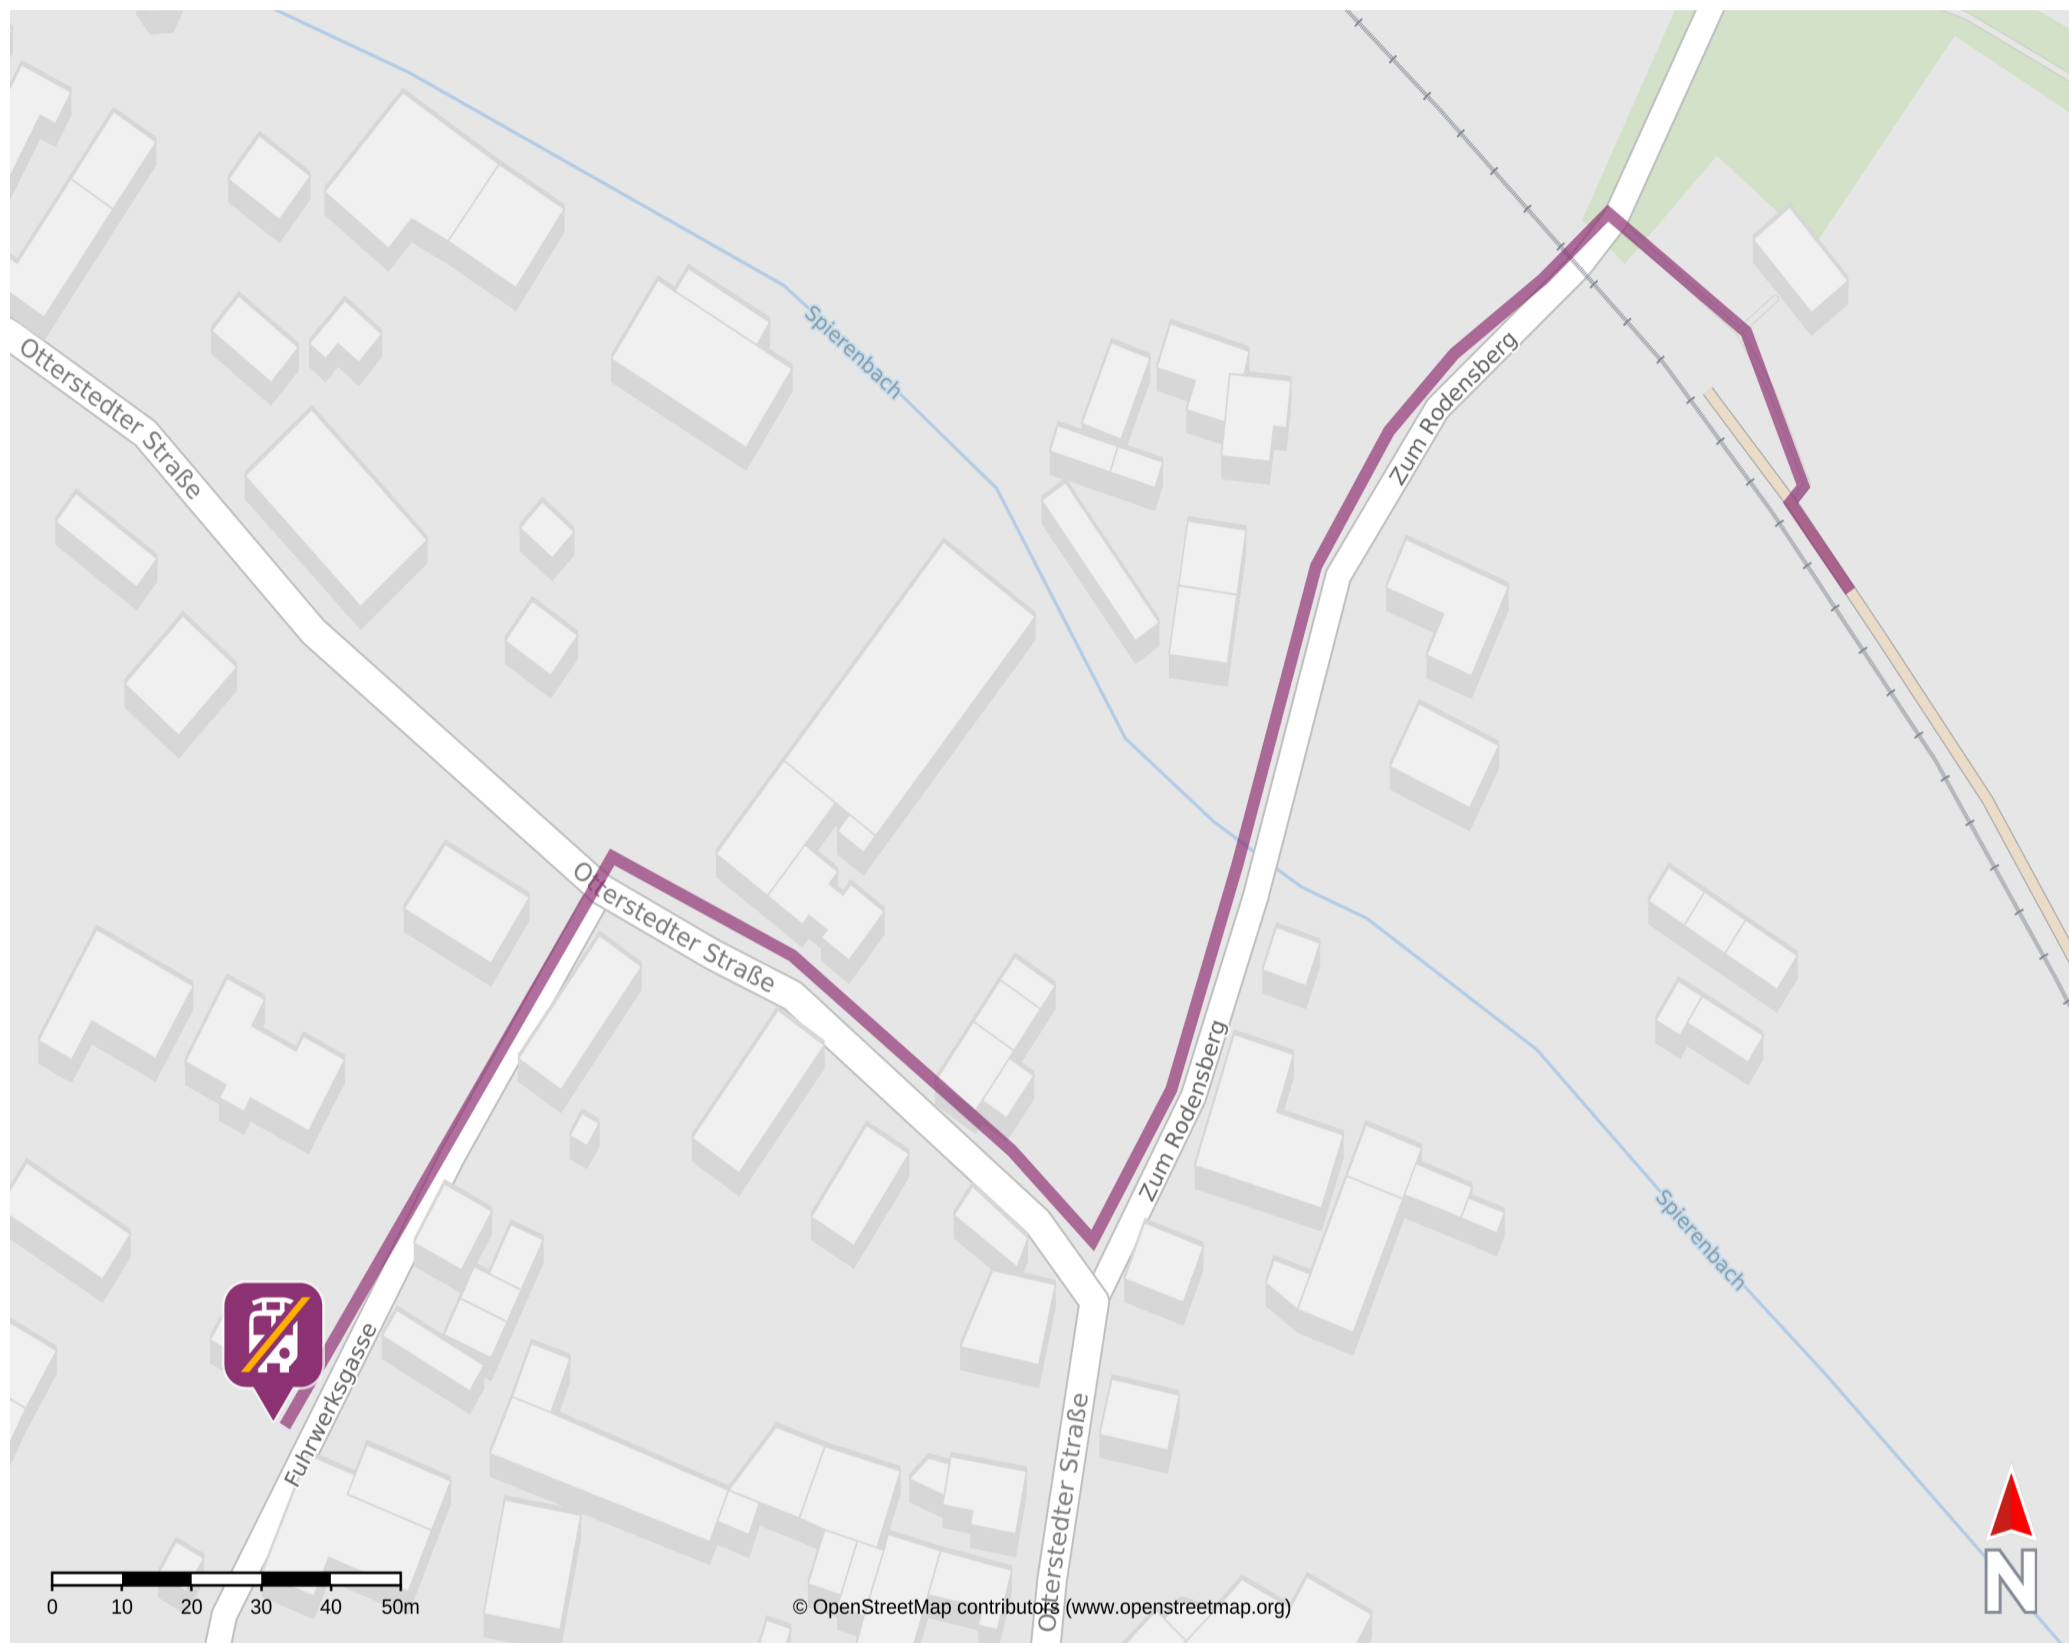 Otterstedter Straße
Spierenbach
Zum Rodensberg
Otterstedter Straße
Zum Rodensberg
Spierenbach
Fuhrwerksgasse
Otterstedter Straße
N
0 10 20 30 40 50m
© OpenStreetMap contributors (www.openstreetmap.org)